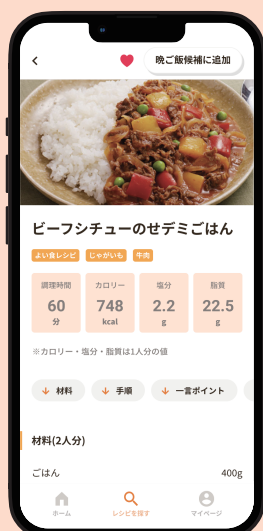 晩ご飯候補に追加
ビーフシチューのせデミごはん
よい食レシピ じゃがいも 牛肉
調理時間 カロリー 塩分 脂質
60 748 2.2 22.5
分 kcal g g
※カロリー・塩分・脂質は1人分の値
材料 手順 一言ポイント
材料(2人分)
ごはん 400g
ホーム レシピを探す マイページ